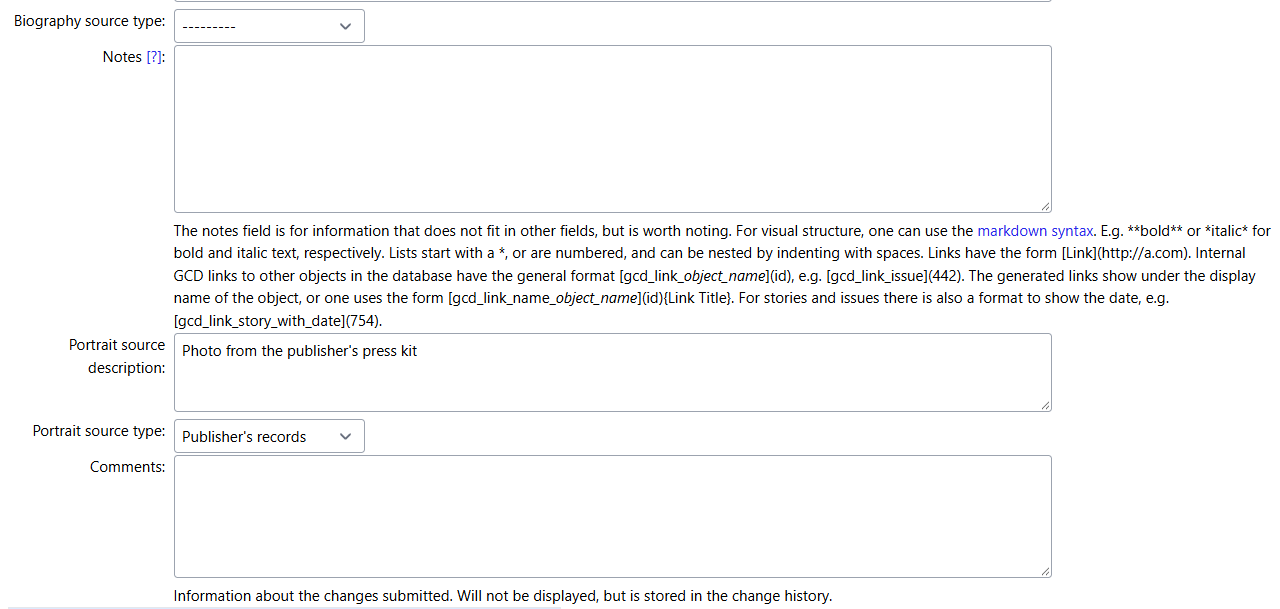 Biography source type:
---------
Notes [?]:
The notes field is for information that does not fit in other fields, but is worth noting. For visual structure, one can use the markdown syntax. E.g. **bold** or *italic* for
bold and italic text, respectively. Lists start with a *, or are numbered, and can be nested by indenting with spaces. Links have the form [Link](http://a.com). Internal
GCD links to other objects in the database have the general format [gcd_link_object_name](id), e.g. [gcd_link_issue](442). The generated links show under the display
name of the object, or one uses the form [gcd_link_name_object_name](id){Link Title}. For stories and issues there is also a format to show the date, e.g.
[gcd_link_story_with_date](754).
Portrait source
description:
Photo from the publisher's press kit
Portrait source type:
Publisher's records
Comments:
Information about the changes submitted. Will not be displayed, but is stored in the change history.